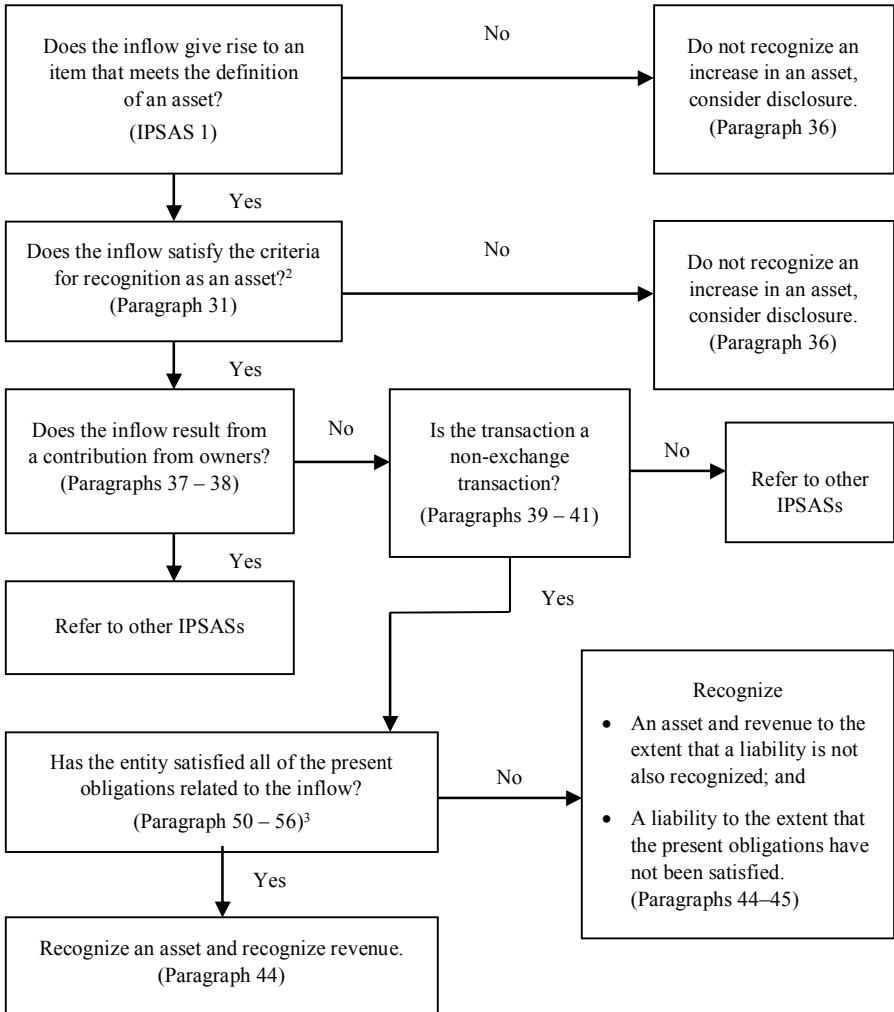 Does the inflow give rise to an
item that meets the definition
of an asset?
(IPSAS 1)
No
Do not recognize an
increase in an asset,
consider disclosure.
(Paragraph 36)
Yes
Does the inflow satisfy the criteria
for recognition as an asset?²
(Paragraph 31)
No
Do not recognize an
increase in an asset,
consider disclosure.
(Paragraph 36)
Yes
Does the inflow result from
a contribution from owners?
(Paragraphs 37 – 38)
No
Is the transaction a
non-exchange
transaction?
(Paragraphs 39 – 41)
No
Refer to other
IPSASs
Yes
Refer to other IPSASs
Yes
Has the entity satisfied all of the present
obligations related to the inflow?
(Paragraph 50 – 56)³
No
Recognize
• An asset and revenue to the
extent that a liability is not
also recognized; and
• A liability to the extent that
the present obligations have
not been satisfied.
(Paragraphs 44–45)
Yes
Recognize an asset and recognize revenue.
(Paragraph 44)